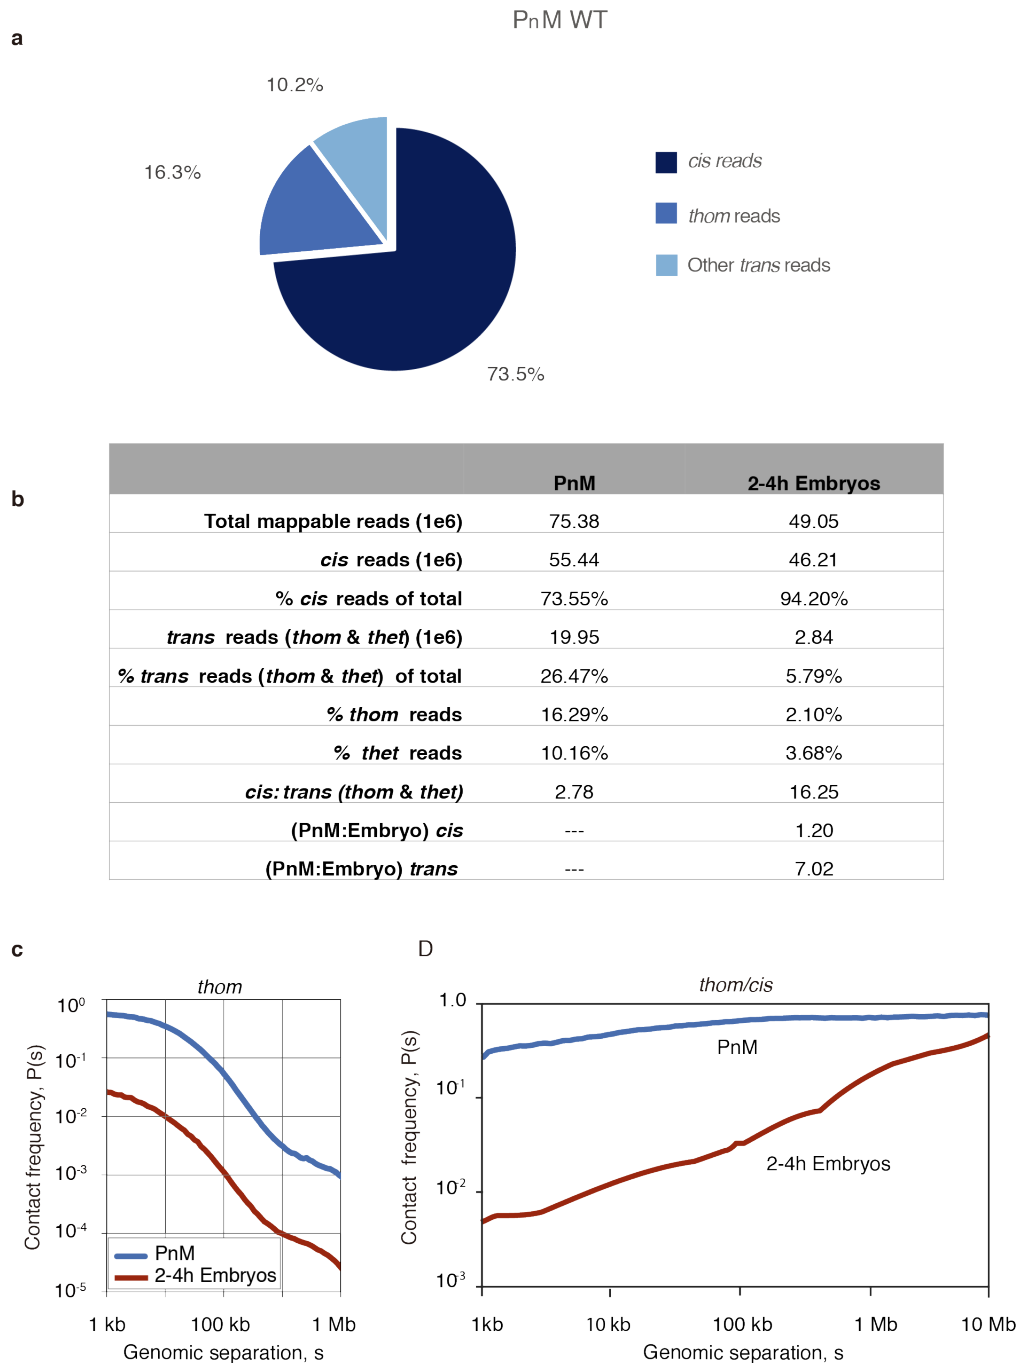 PnM WT
a
10.2%
16.3%
73.5%
cis reads
thom reads
Other trans reads
b
PnM 2-4h Embryos
Total mappable reads (1e6) 75.38 49.05
cis reads (1e6) 55.44 46.21
% cis reads of total 73.55% 94.20%
trans reads (thom & thet) (1e6) 19.95 2.84
% trans reads (thom & thet) of total 26.47% 5.79%
% thom reads 16.29% 2.10%
% thet reads 10.16% 3.68%
cis: trans (thom & thet) 2.78 16.25
(PnM:Embryo) cis --- 1.20
(PnM:Embryo) trans --- 7.02
c
thom
Contact frequency, P(s)
10⁰
10⁻¹
10⁻²
10⁻³
10⁻⁴
10⁻⁵
PnM
2-4h Embryos
1 kb 100 kb 1 Mb
Genomic separation, s
D
thom/cis
Contact frequency, P(s)
1.0
10⁻¹
10⁻²
10⁻³
PnM
2-4h Embryos
1kb 10 kb 100 kb 1 Mb 10 Mb
Genomic separation, s